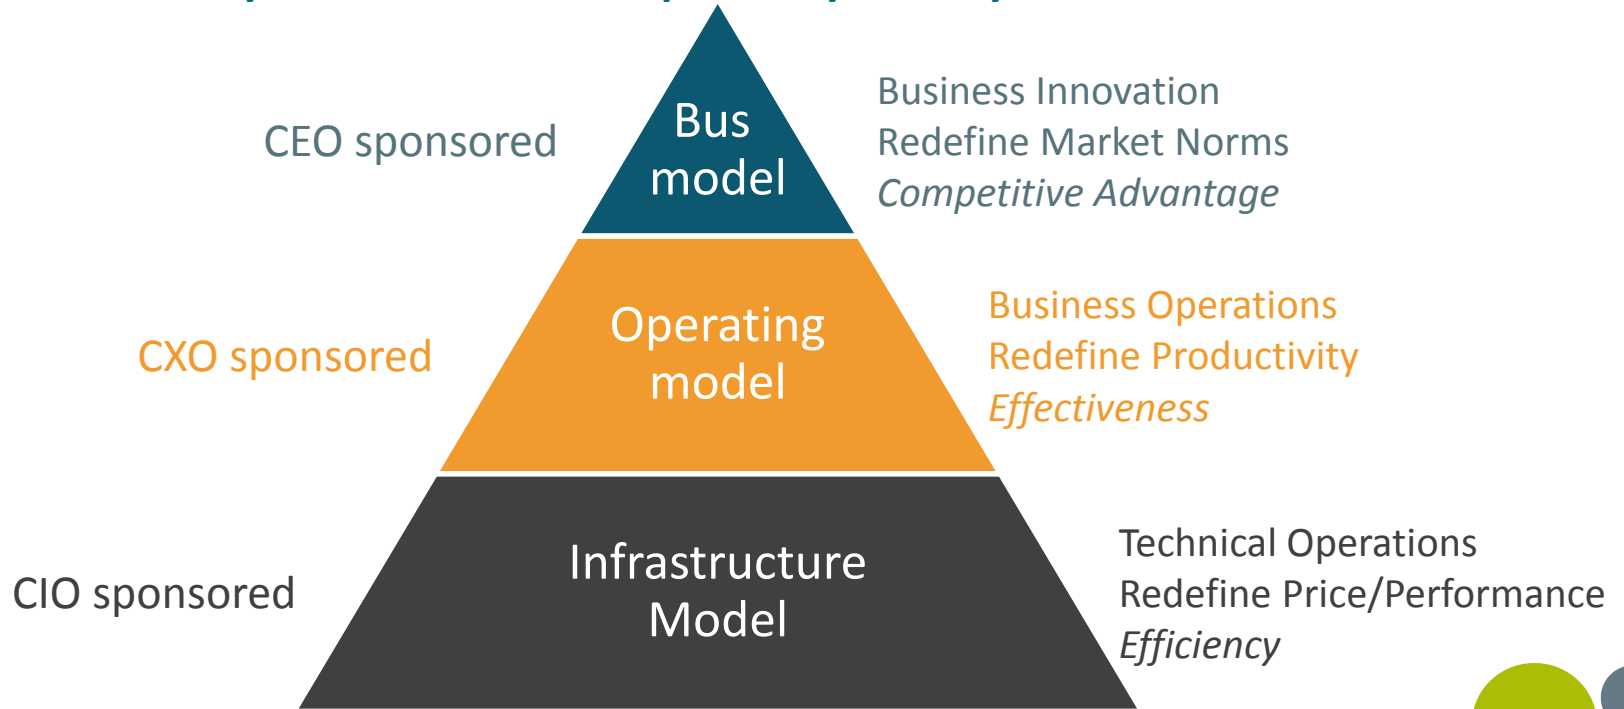 CEO sponsored
Bus
model
Business Innovation
Redefine Market Norms
Competitive Advantage
CXO sponsored
Operating
model
Business Operations
Redefine Productivity
Effectiveness
CIO sponsored
Infrastructure
Model
Technical Operations
Redefine Price/Performance
Efficiency